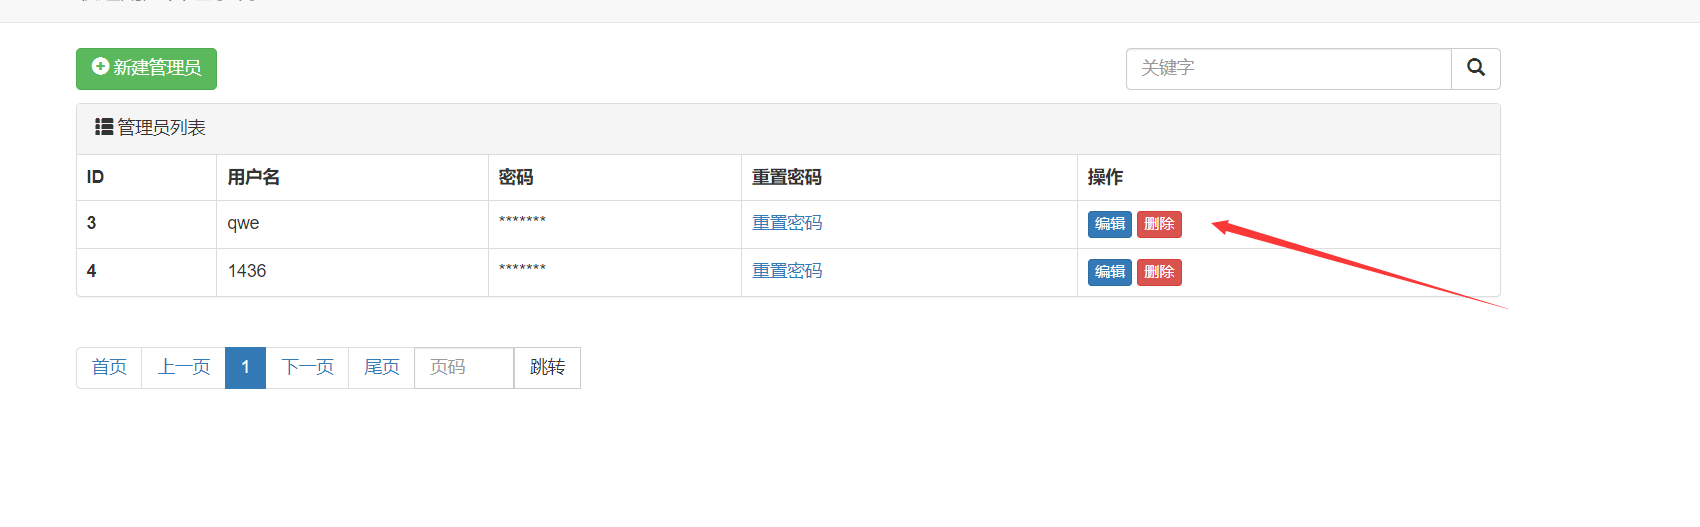 新建管理员 关键字
管理员列表
ID 用户名 密码 重置密码 操作
3 qwe ******* 重置密码 编辑 删除
4 1436 ******* 重置密码 编辑 删除
首页 上一页 1 下一页 尾页 页码 跳转